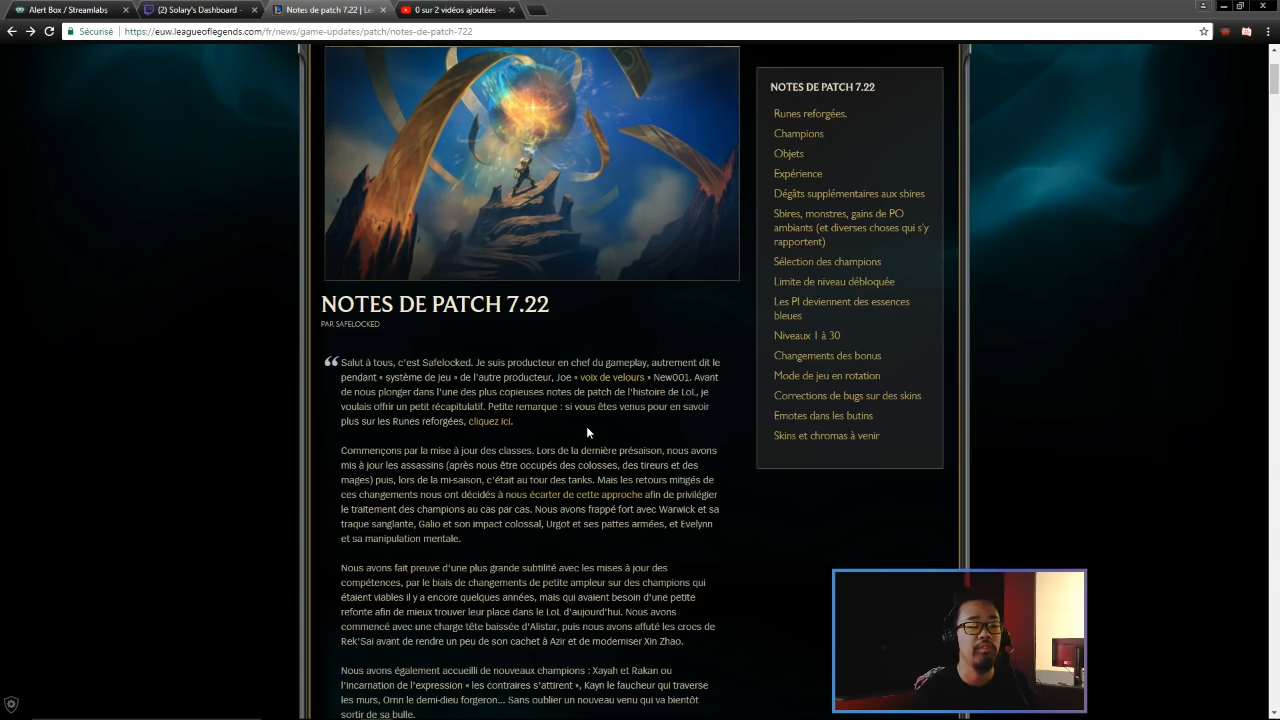 Alert Box / Streamlabs
(2) Solary's Dashboard -
Notes de patch 7.22 | Le
0 sur 2 vidéos ajoutées -
Sécurisé
https://euw.leagueoflegends.com/fr/news/game-updates/patch/notes-de-patch-722
NOTES DE PATCH 7.22
PAR SAFELOCKED
Salut à tous, c'est Safelocked. Je suis producteur en chef du gameplay, autrement dit le
pendant « système de jeu » de l'autre producteur, Joe « voix de velours » New001. Avant
de nous plonger dans l'une des plus copieuses notes de patch de l'histoire de LoL, je
voulais offrir un petit récapitulatif. Petite remarque : si vous êtes venus pour en savoir
plus sur les Runes reforgées, cliquez ici.
Commençons par la mise à jour des classes. Lors de la dernière présaison, nous avons
mis à jour les assassins (après nous être occupés des colosses, des tireurs et des
mages) puis, lors de la mi-saison, c'était au tour des tanks. Mais les retours mitigés de
ces changements nous ont décidés à nous écarter de cette approche afin de privilégier
le traitement des champions au cas par cas. Nous avons frappé fort avec Warwick et sa
traque sanglante, Galio et son impact colossal, Urgot et ses pattes armées, et Evelynn
et sa manipulation mentale.
Nous avons fait preuve d'une plus grande subtilité avec les mises à jour des
compétences, par le biais de changements de petite ampleur sur des champions qui
étaient viables il y a encore quelques années, mais qui avaient besoin d'une petite
refonte afin de mieux trouver leur place dans le LoL d'aujourd'hui. Nous avons
commencé avec une charge tête baissée d'Alistar, puis nous avons affuté les crocs de
Rek'Sai avant de rendre un peu de son cachet à Azir et de moderniser Xin Zhao.
Nous avons également accueilli de nouveaux champions : Xayah et Rakan ou
l'incarnation de l'expression « les contraires s'attirent », Kayn le faucheur qui traverse
les murs, Ornn le demi-dieu forgeron... Sans oublier un nouveau venu qui va bientôt
sortir de sa bulle.
NOTES DE PATCH 7.22
Runes reforgées.
Champions
Objets
Expérience
Dégâts supplémentaires aux sbires
Sbires, monstres, gains de PO
ambiants (et diverses choses qui s'y
rapportent)
Sélection des champions
Limite de niveau débloquée
Les PI deviennent des essences
bleues
Niveaux 1 à 30
Changements des bonus
Mode de jeu en rotation
Corrections de bugs sur des skins
Emotes dans les butins
Skins et chromas à venir